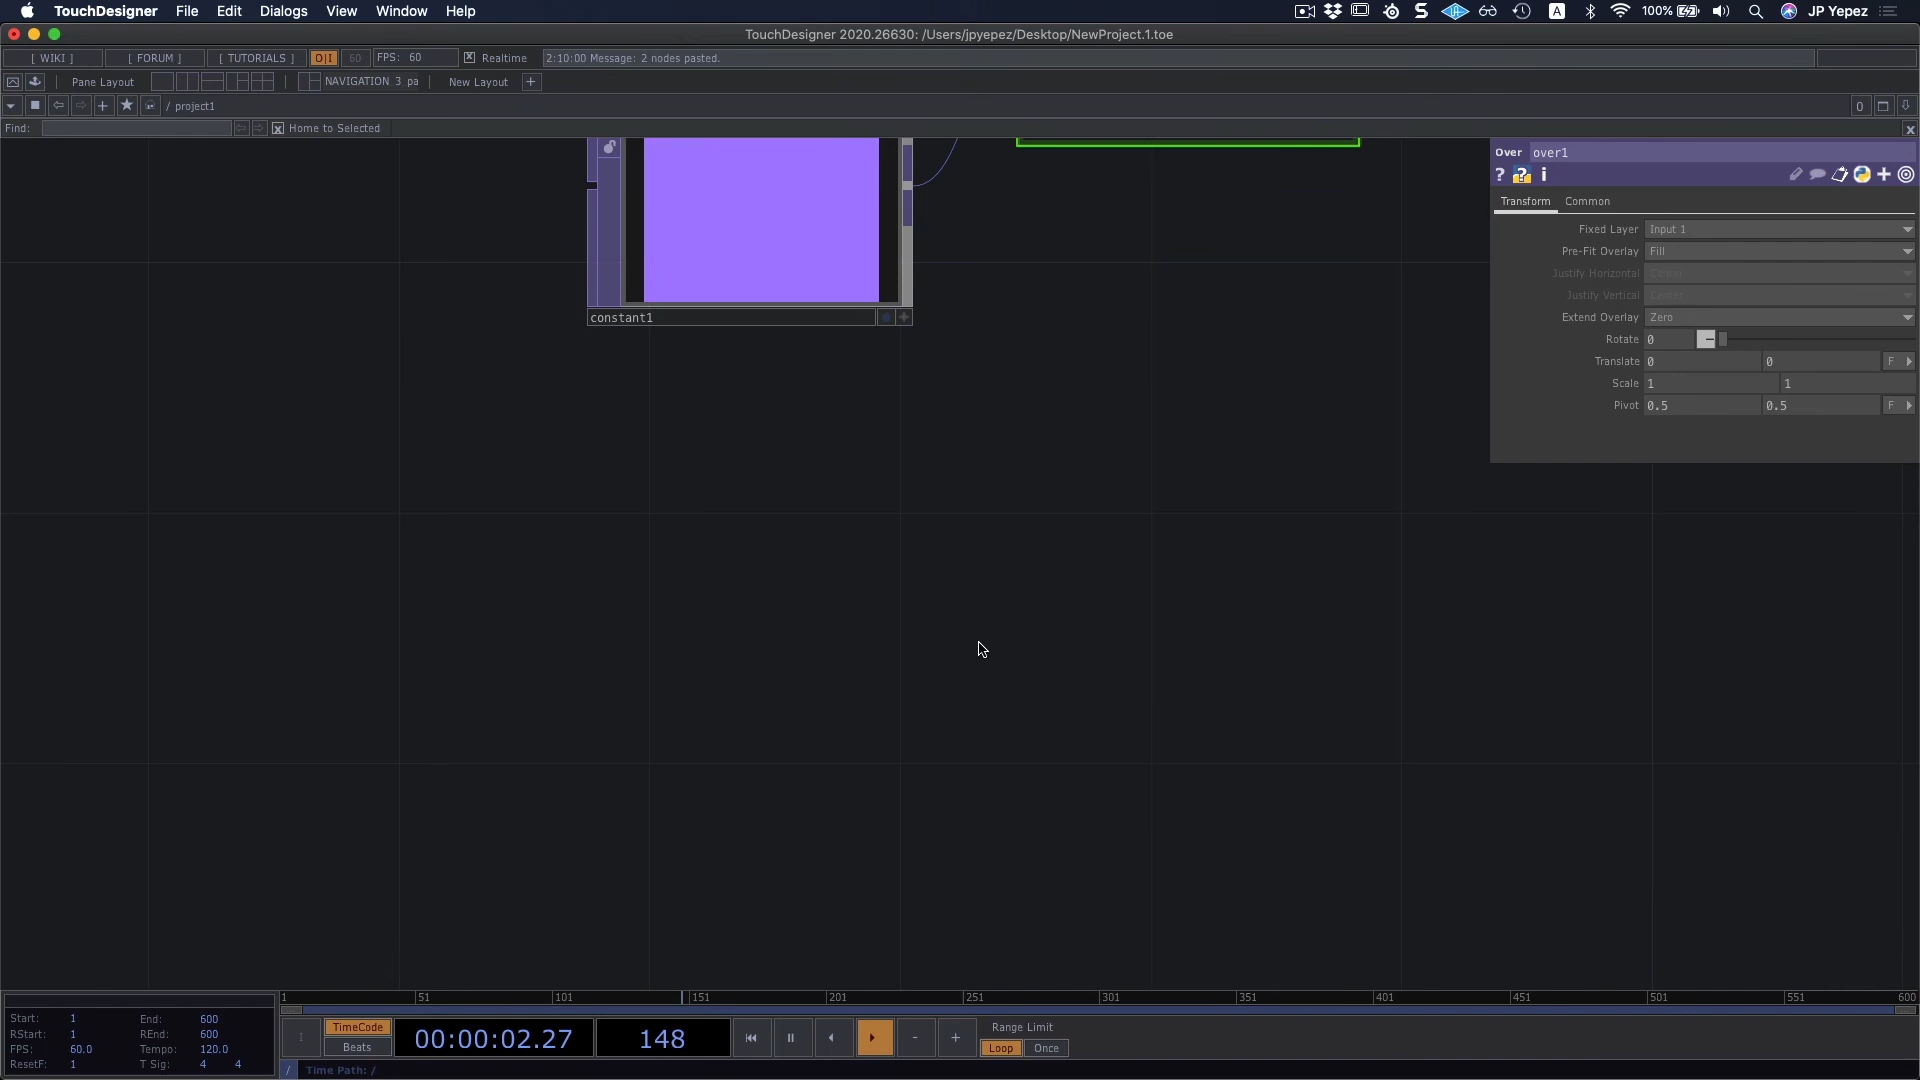 TouchDesigner File Edit Dialogs View Window Help 100% A JP Yepez
TouchDesigner 2020.26630: /Users/jpyepez/Desktop/NewProject.1.toe
[ WIKI ] [ FORUM ] [ TUTORIALS ] O|I 60 FPS: 60 Realtime 2:10:00 Message: 2 nodes pasted.
Pane Layout NAVIGATION 3 pa New Layout +
/ project1 0
Find: Home to Selected x
Over over1
? ? i
Transform Common
Fixed Layer Input 1
Pre-Fit Overlay Fill
Justify Horizontal Center
Justify Vertical Center
Extend Overlay Zero
Rotate 0
Translate 0 0 F
Scale 1 1
Pivot 0.5 0.5 F
constant1
1 51 101 151 201 251 301 351 401 451 501 551 600
Start: 1 End: 600
RStart: 1 REnd: 600
FPS: 60.0 Tempo: 120.0
ResetF: 1 T Sig: 4 4
TimeCode
Beats
00:00:02.27
148
- +
Range Limit
Loop Once
/ Time Path: /